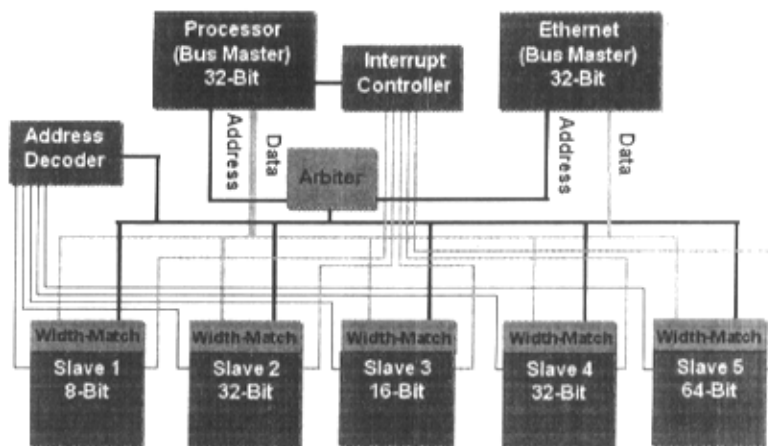 Processor
(Bus Master)
32-Bit
Interrupt
Controller
Ethernet
(Bus Master)
32-Bit
Address
Decoder
Address
Data
Arbiter
Address
Data
Width-Match
Slave 1
8-Bit
Width-Match
Slave 2
32-Bit
Width-Match
Slave 3
16-Bit
Width-Match
Slave 4
32-Bit
Width-Match
Slave 5
64-Bit